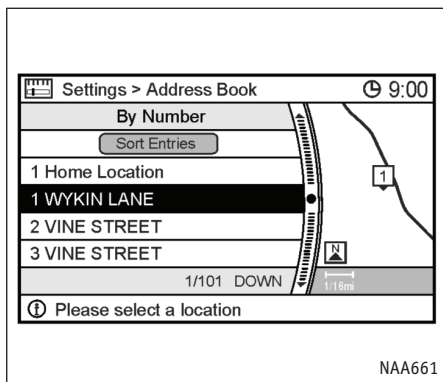 Settings > Address Book 9:00
By Number
Sort Entries
1 Home Location
1 WYKIN LANE
1
2 VINE STREET
3 VINE STREET
N
1/101 DOWN
1/16mi
Please select a location
NAA661